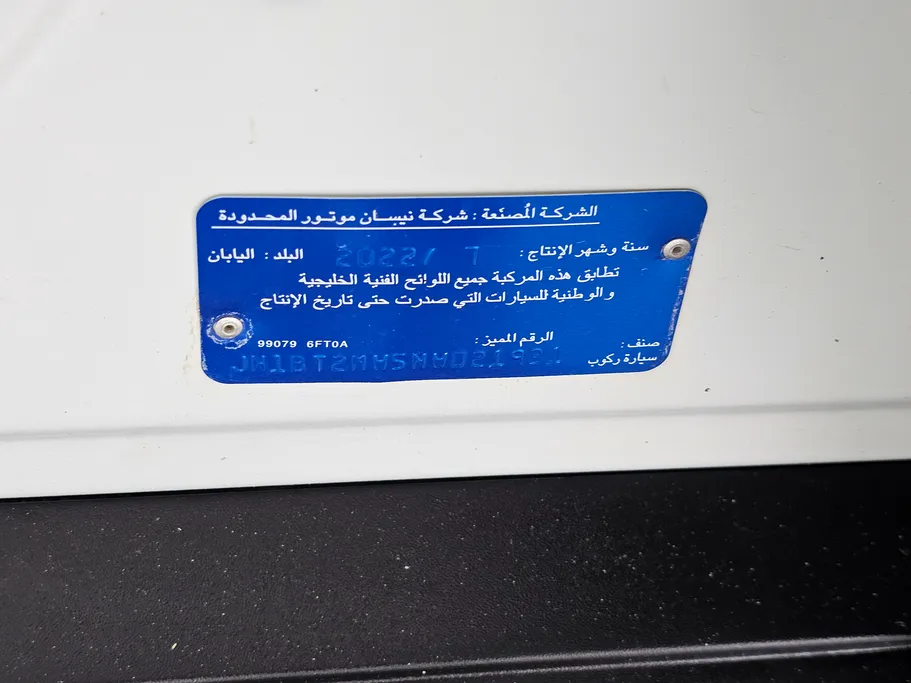 الشركة المُصنعة : شركة نيسان موتور المحدودة
سنة وشهر الإنتاج : 2022/ 7 البلد : اليابان
تطابق هذه المركبة جميع اللوائح الفنية الخليجية
والوطنية للسيارات التي صدرت حتى تاريخ الإنتاج
صنف : الرقم المميز : 99079 6FT0A
سيارة ركوب